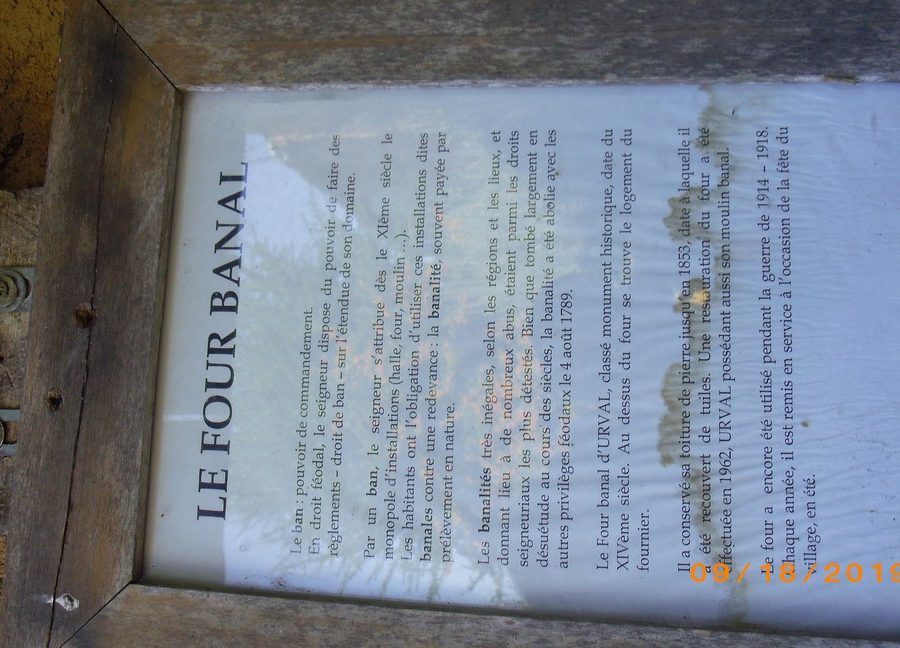 LE FOUR BANAL
Le ban : pouvoir de commandement.
En droit féodal, le seigneur dispose du pouvoir de faire des
règlements - droit de ban - sur l'étendue de son domaine.
Par un ban, le seigneur s'attribue dès le XIème siècle le
monopole d'installations (halle, four, moulin ...).
Les habitants ont l'obligation d'utiliser ces installations dites
banales contre une redevance : la banalité, souvent payée par
prélèvement en nature.
Les banalités très inégales, selon les régions et les lieux, et
donnant lieu à de nombreux abus, étaient parmi les droits
seigneuriaux les plus détestés. Bien que tombé largement en
désuétude au cours des siècles, la banalité a été abolie avec les
autres privilèges féodaux le 4 août 1789.
Le Four banal d'URVAL, classé monument historique, date du
XIVème siècle. Au dessus du four se trouve le logement du
fournier.
Il a conservé sa toiture de pierre jusqu'en 1853, date à laquelle il
a été recouvert de tuiles. Une restauration du four a été
effectuée en 1962, URVAL possédant aussi son moulin banal.
Le four a encore été utilisé pendant la guerre de 1914 - 1918.
Chaque année, il est remis en service à l'occasion de la fête du
village, en été.
09/18/2019